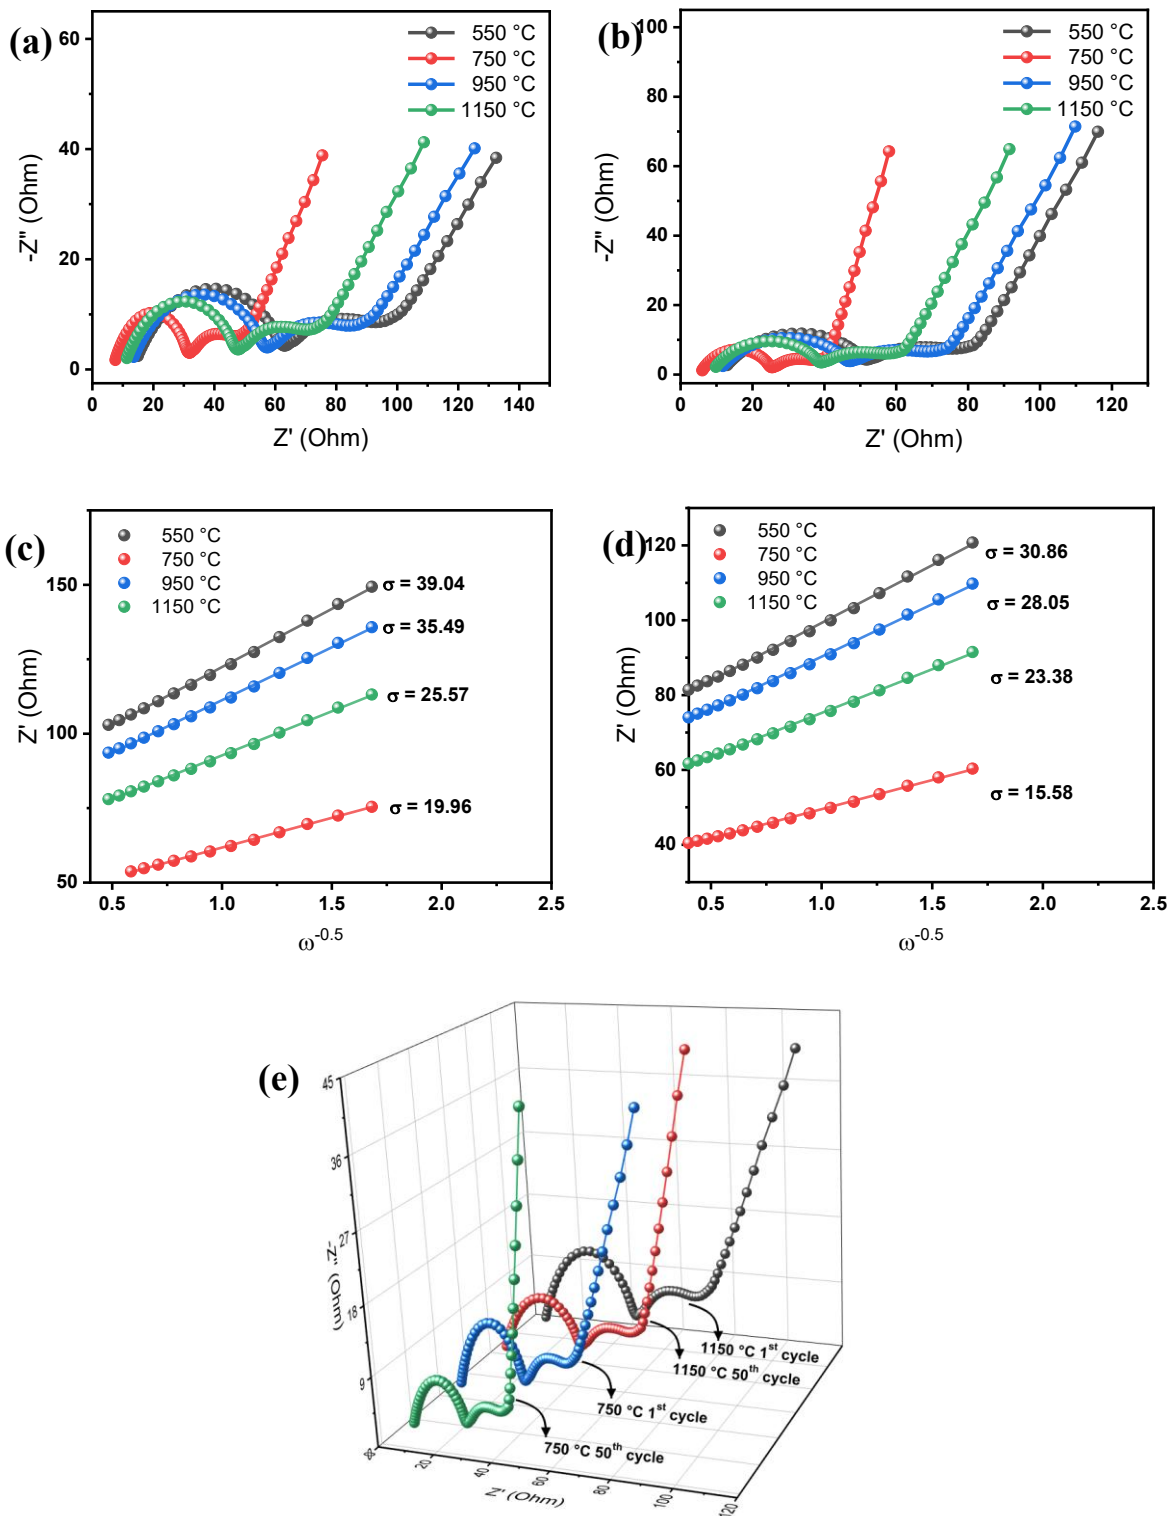 (a)
550 °C
750 °C
950 °C
1150 °C
60
40
20
0
-Z" (Ohm)
0 20 40 60 80 100 120 140
Z' (Ohm)
(b)
550 °C
750 °C
950 °C
1150 °C
100
80
60
40
20
0
-Z" (Ohm)
0 20 40 60 80 100 120
Z' (Ohm)
(c)
550 °C
750 °C
950 °C
1150 °C
σ = 39.04
σ = 35.49
σ = 25.57
σ = 19.96
150
100
50
Z' (Ohm)
0.5 1.0 1.5 2.0 2.5
ω-0.5
(d)
550 °C
750 °C
950 °C
1150 °C
σ = 30.86
σ = 28.05
σ = 23.38
σ = 15.58
120
100
80
60
40
Z' (Ohm)
0.5 1.0 1.5 2.0 2.5
ω-0.5
(e)
45
36
27
18
9
-Z" (Ohm)
1150 °C 1st cycle
1150 °C 50th cycle
750 °C 1st cycle
750 °C 50th cycle
20 40 60 80 100 120
Z' (Ohm)